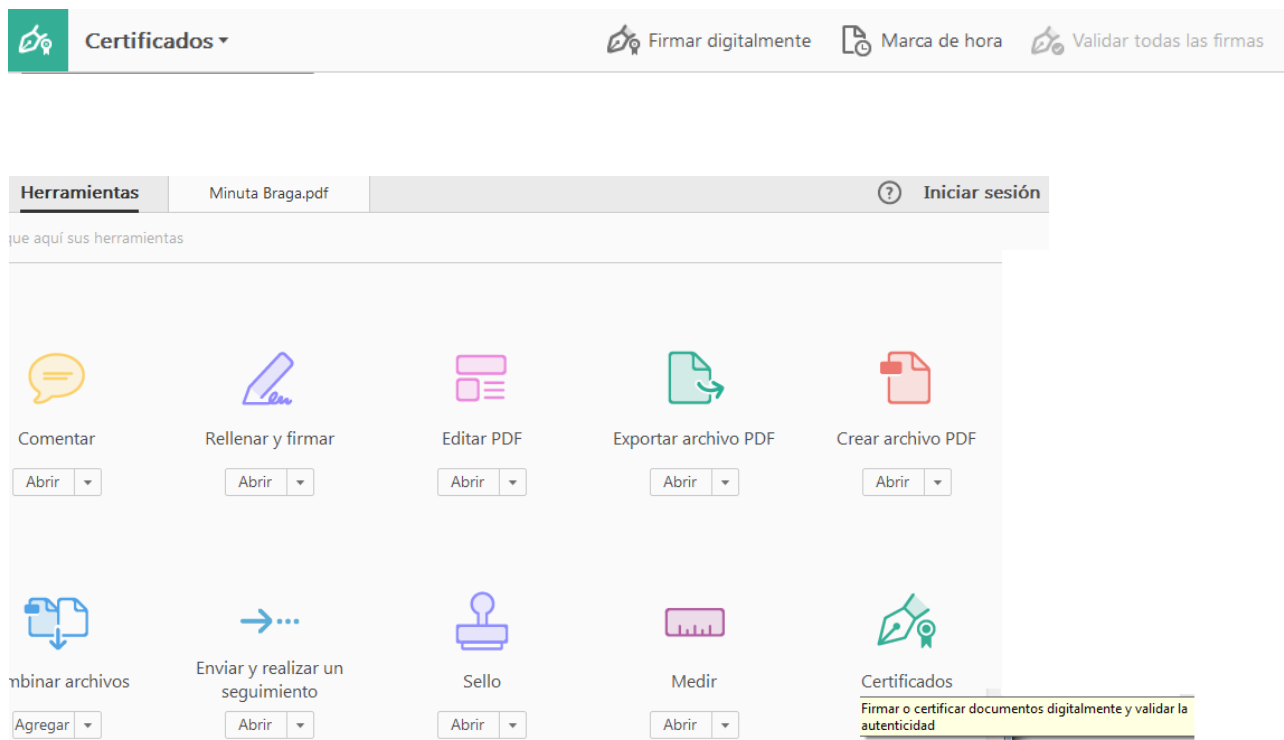 Certificados
Firmar digitalmente
Marca de hora
Validar todas las firmas
Herramientas
Minuta Braga.pdf
?
Iniciar sesión
que aquí sus herramientas
Comentar
Rellenar y firmar
Editar PDF
Exportar archivo PDF
Crear archivo PDF
Abrir
Abrir
Abrir
Abrir
Abrir
mbinar archivos
Enviar y realizar un
seguimiento
Sello
Medir
Certificados
Agregar
Abrir
Abrir
Abrir
Firmar o certificar documentos digitalmente y validar la
autenticidad